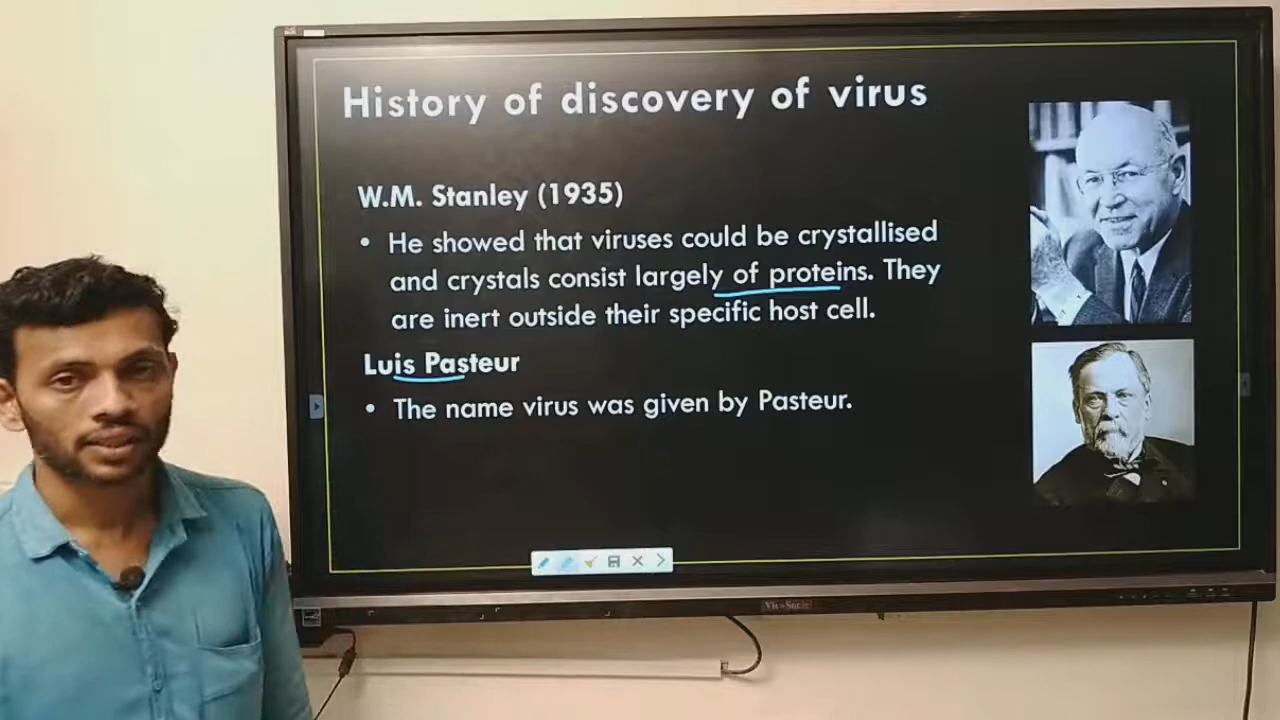 History of discovery of virus
W.M. Stanley (1935)
• He showed that viruses could be crystallised
and crystals consist largely of proteins. They
are inert outside their specific host cell.
Luis Pasteur
• The name virus was given by Pasteur.
ViewSonic